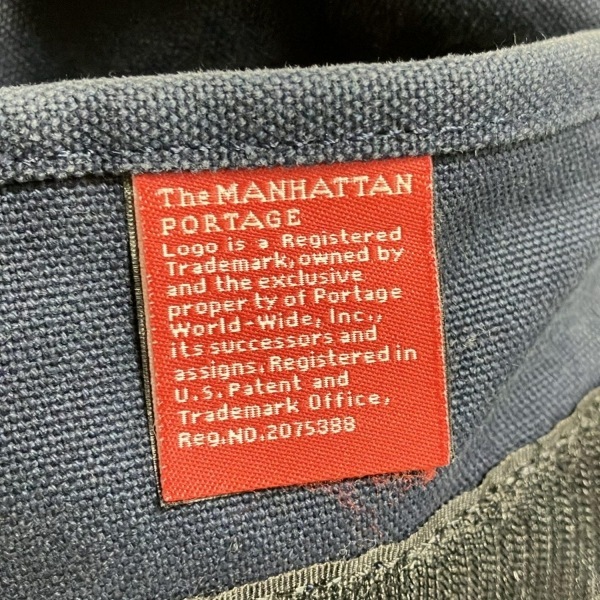 The MANHATTAN
PORTAGE
Logo is a Registered
Trademark, owned by
and the exclusive
property of Portage
World-Wide, Inc.,
its successors and
assigns. Registered in
U.S. Patent and
Trademark Office,
Reg.NO.2075388